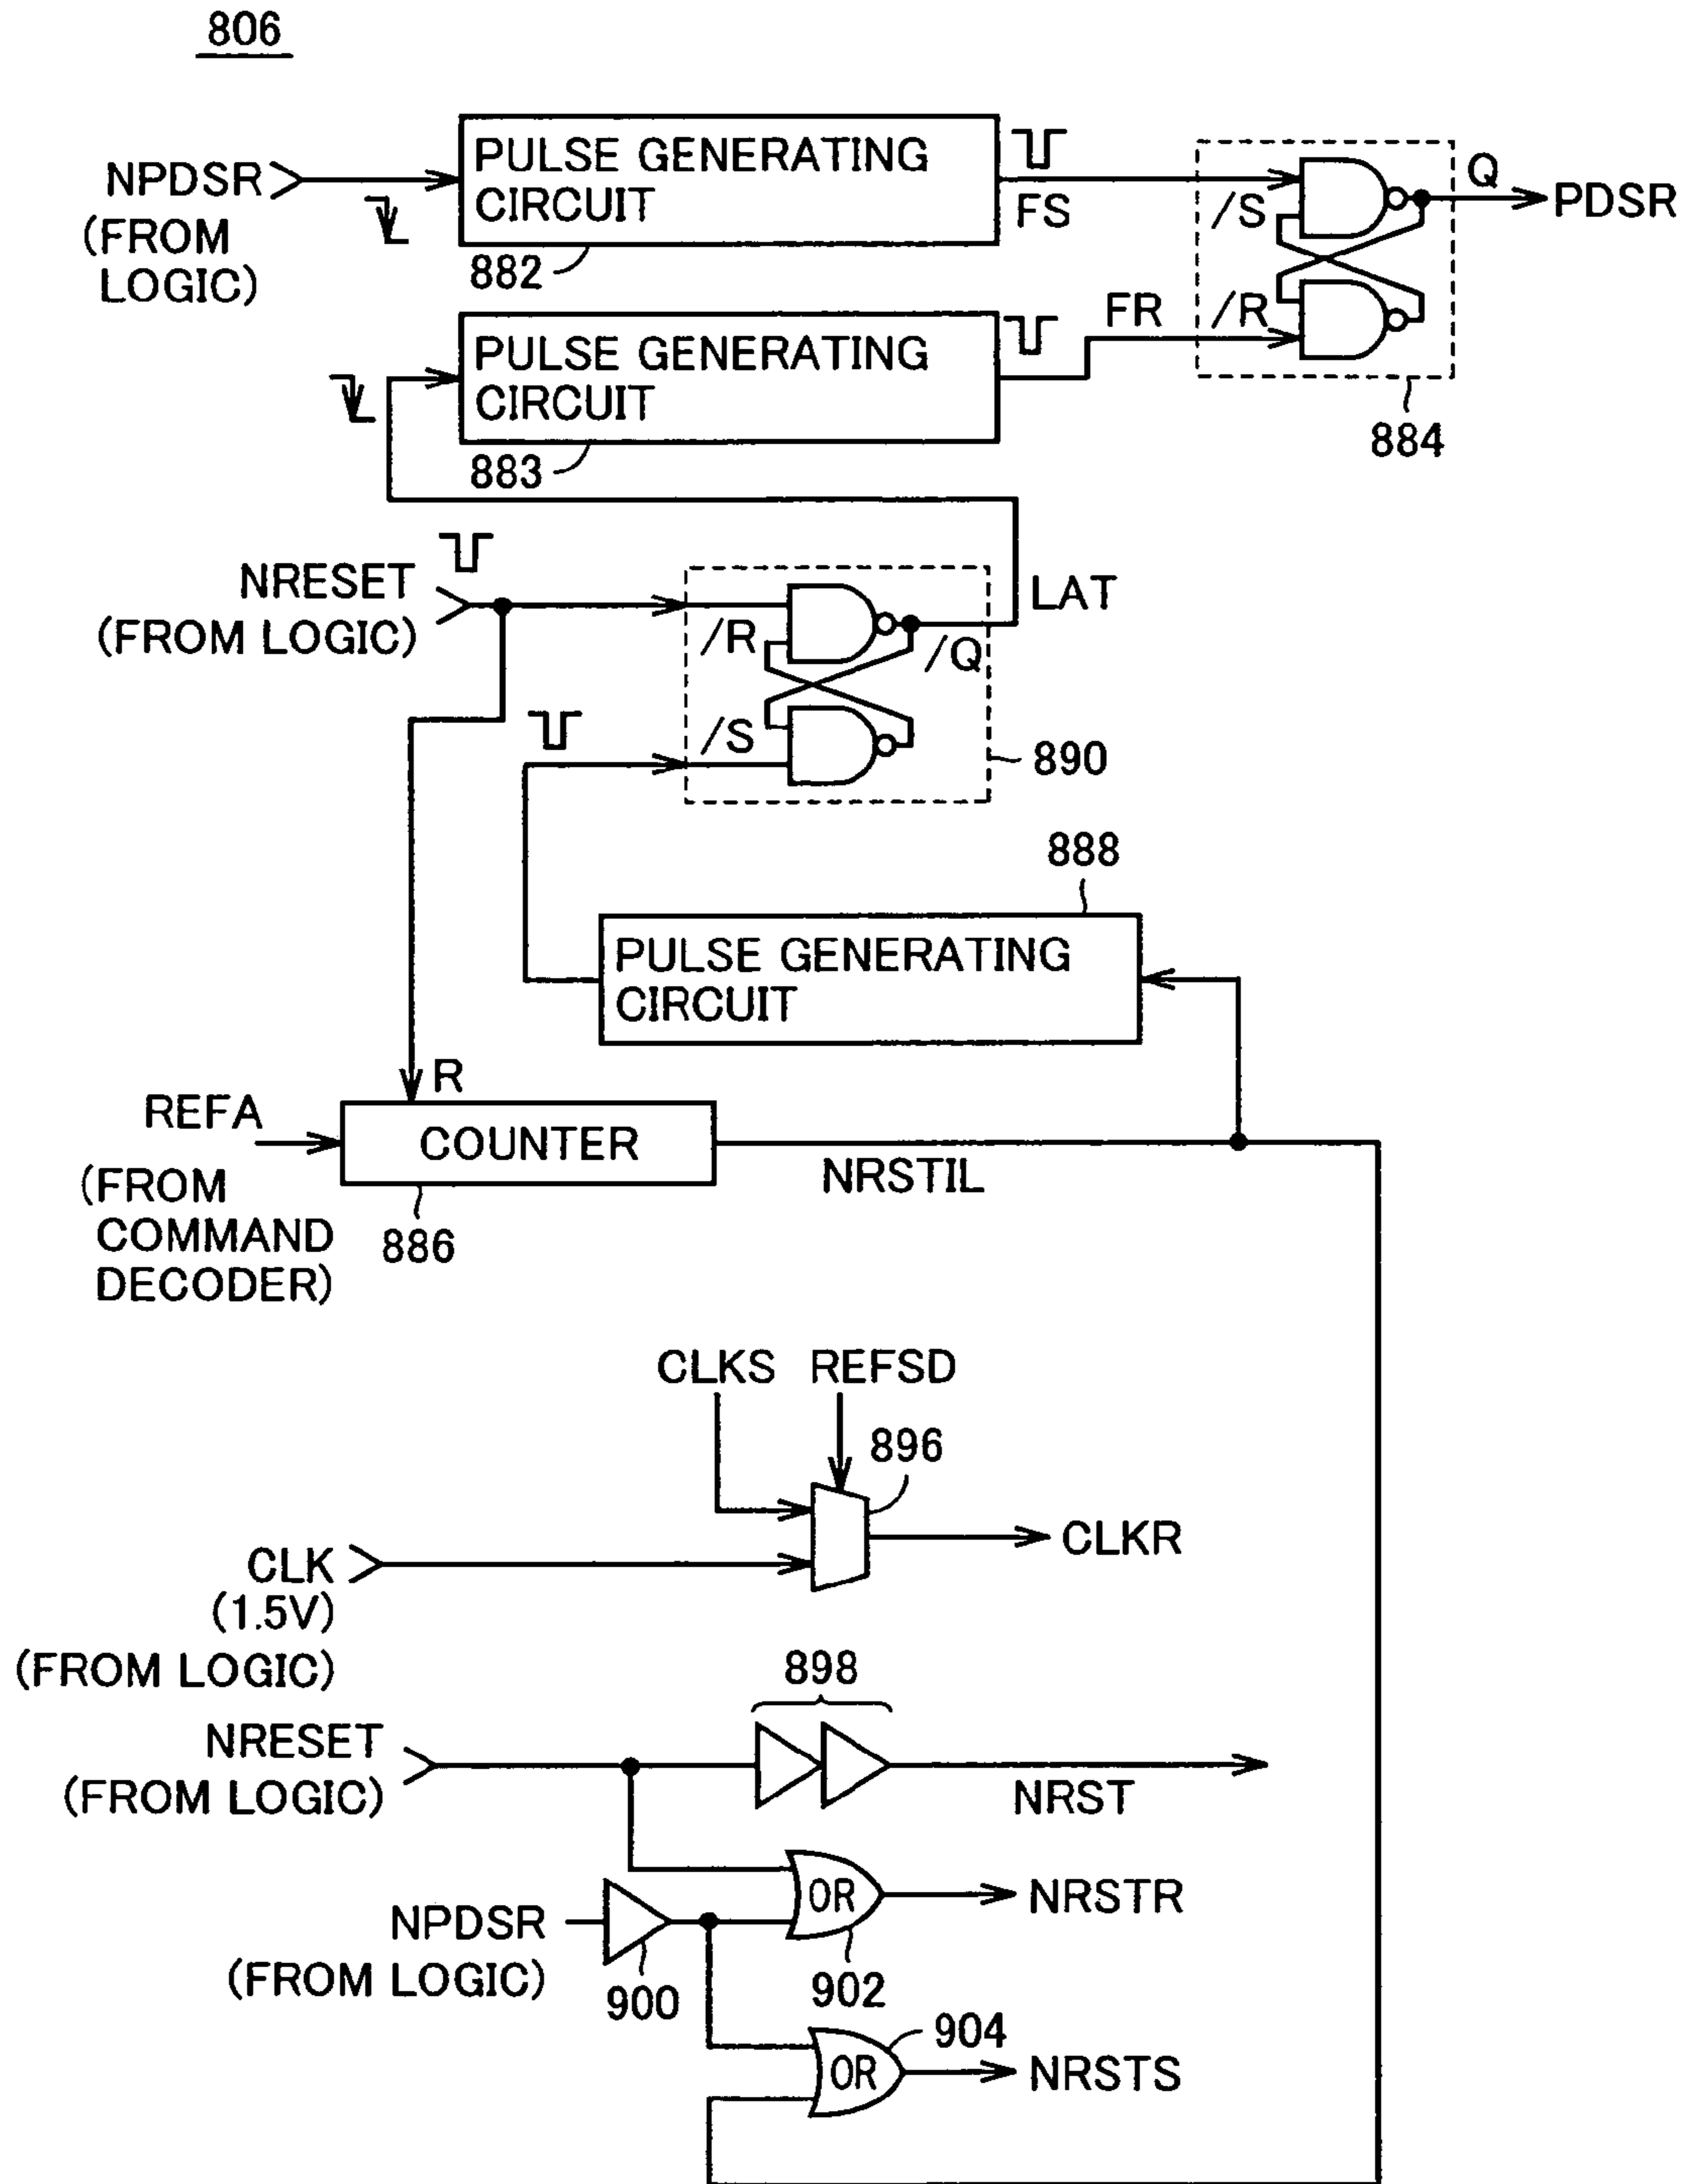 806
PULSE GENERATING
CIRCUIT
NPDSR
(FROM
LOGIC)
882
FS
/S
Q
PDSR
PULSE GENERATING
CIRCUIT
883
FR
/R
884
NRESET
(FROM LOGIC)
/R
/Q
LAT
/S
890
888
PULSE GENERATING
CIRCUIT
R
REFA
(FROM
COMMAND
DECODER)
COUNTER
886
NRSTIL
CLKS
REFSD
896
CLKR
CLK
(1.5V)
(FROM LOGIC)
898
NRESET
(FROM LOGIC)
NRST
OR
NRSTR
902
NPDSR
(FROM LOGIC)
900
904
OR
NRSTS